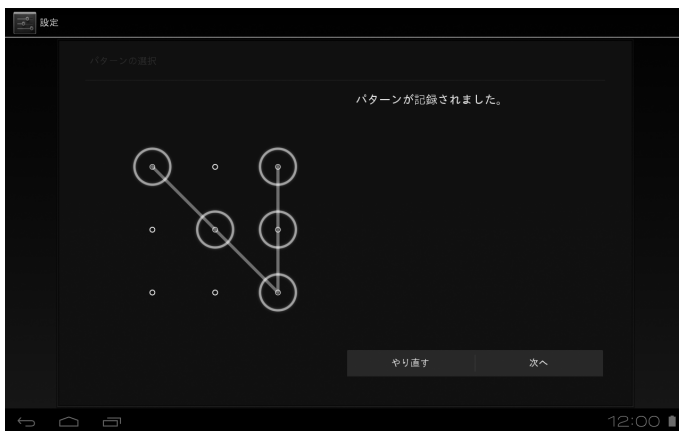 設定
パターンの選択
パターンが記録されました。
やり直す
次へ
12:00